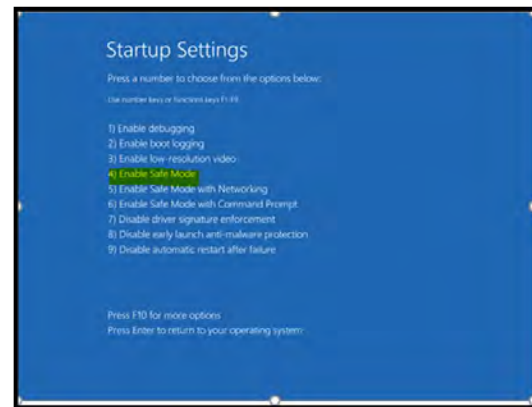 Startup Settings
Press a number to choose from the options below:
Use number keys or functions keys F1-F9.
1) Enable debugging
2) Enable boot logging
3) Enable low-resolution video
4) Enable Safe Mode
5) Enable Safe Mode with Networking
6) Enable Safe Mode with Command Prompt
7) Disable driver signature enforcement
8) Disable early launch anti-malware protection
9) Disable automatic restart after failure
Press F10 for more options
Press Enter to return to your operating system